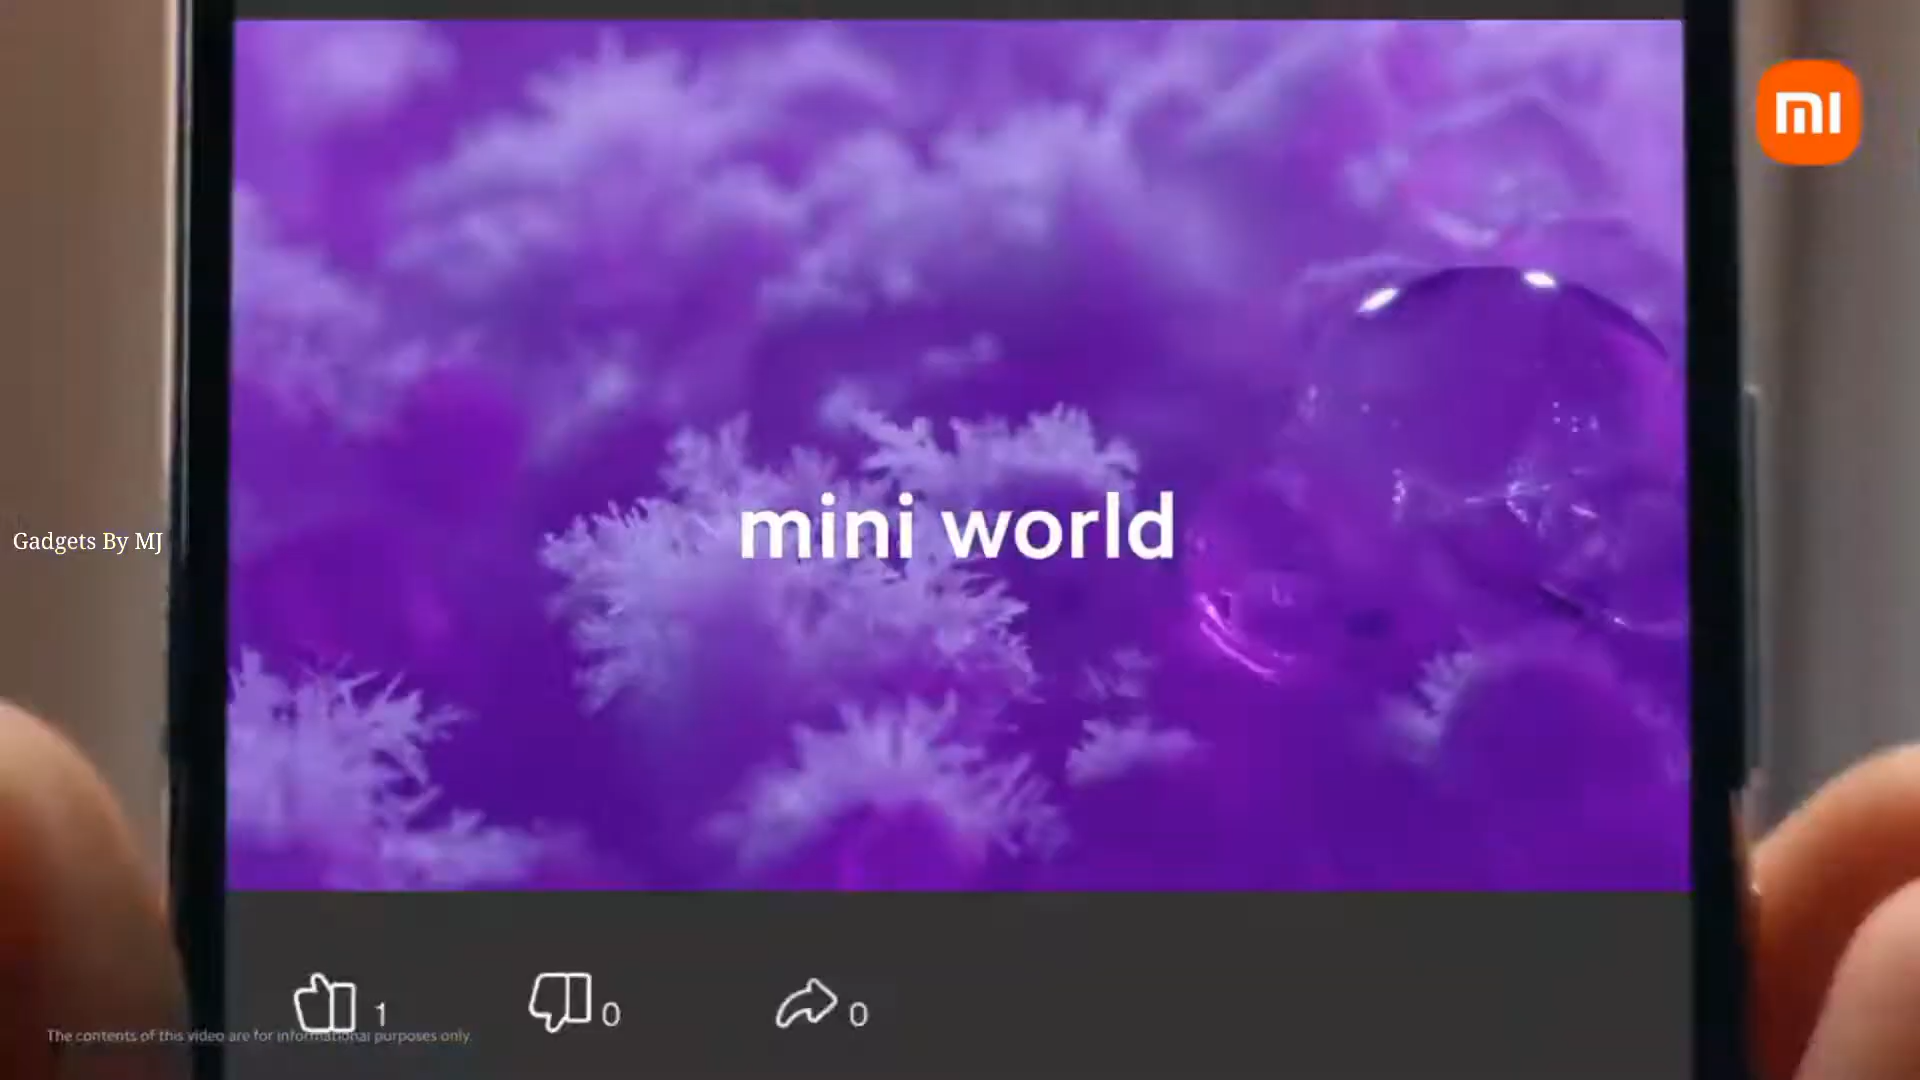 mi
mini world
Gadgets By MJ
1
0
0
The contents of this video are for informational purposes only.